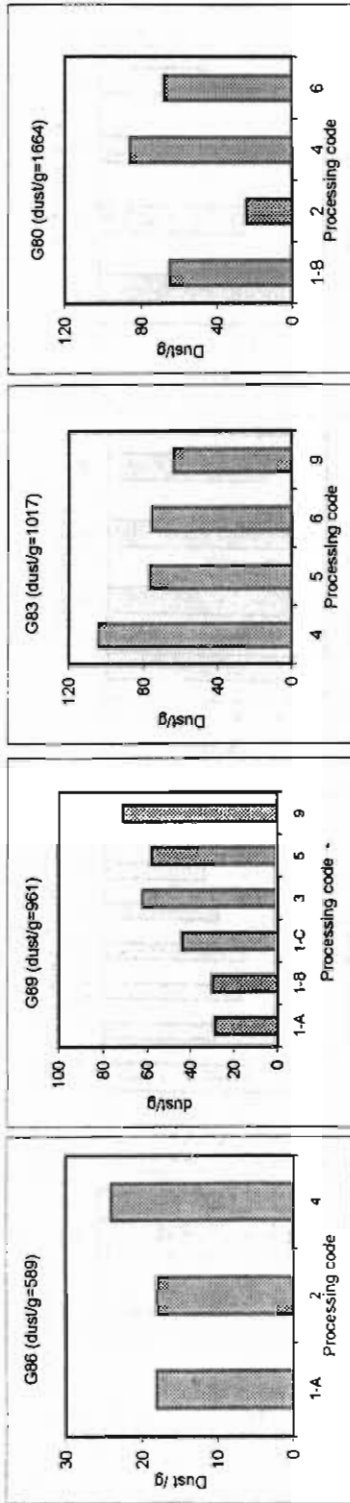 G86 (dust/g=589)
Dust /g
30
20
10
0
1-A 2 4
Processing code
G69 (dust/g=961)
dust/g
100
80
60
40
20
0
1-A 1-B 1-C 3 5 9
Processing code
G83 (dust/g=1017)
Dust/g
120
80
40
0
4 5 6 9
Processing code
G80 (dust/g=1664)
Dust/g
120
80
40
0
1-B 2 4 6
Processing code